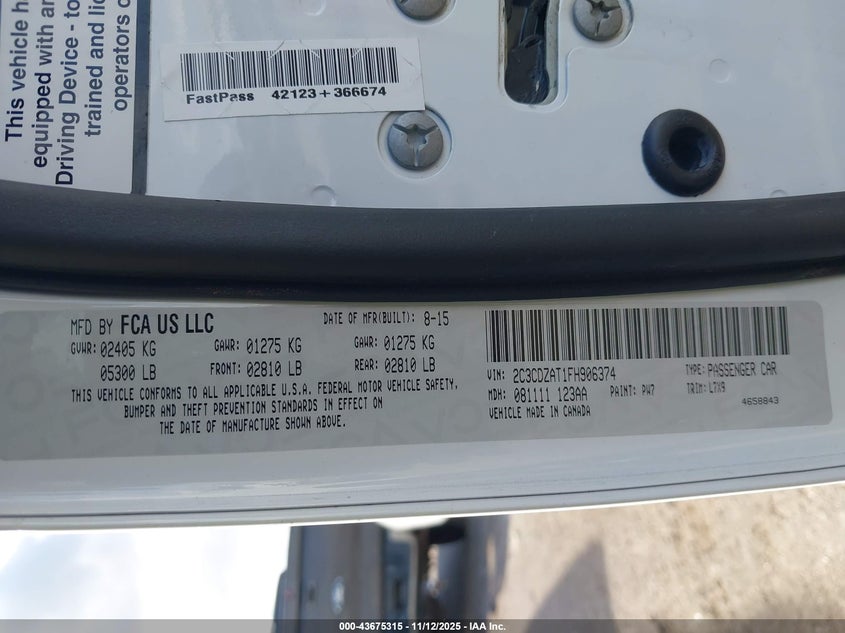 This vehicle h
equipped with an
Driving Device - to
trained and lic
operators o
FastPass 42123+366674
MFD BY FCA US LLC
DATE OF MFR(BUILT): 8-15
GVWR: 02405 KG GAWR: 01275 KG GAWR: 01275 KG
05300 LB FRONT: 02810 LB REAR: 02810 LB
THIS VEHICLE CONFORMS TO ALL APPLICABLE U.S.A. FEDERAL MOTOR VEHICLE SAFETY,
BUMPER AND THEFT PREVENTION STANDARDS IN EFFECT ON
THE DATE OF MANUFACTURE SHOWN ABOVE.
VIN: 2C3CDZAT1FH906374 TYPE: PASSENGER CAR
MDH: 081111 123AA PAINT: PW7 TRIM: L7X9
VEHICLE MADE IN CANADA 4658843
000-43675315 - 11/12/2025 - IAA Inc.